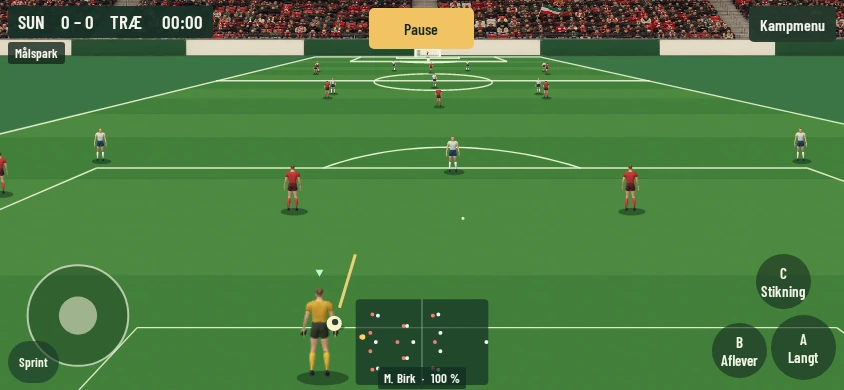 SUN 0 – 0 TRÆ 00:00
Pause
Kampmenu
Målspark
C
Stikning
B
Aflever
A
Langt
Sprint
M. Birk · 100 %